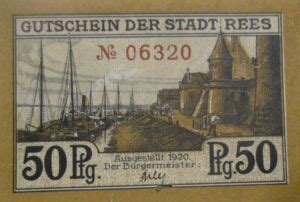 GUTSCHEIN DER STADT REES
№ 06320
50 Pfg.
Ausgestellt 1920.
Der Bürgermeister:
Pfg. 50